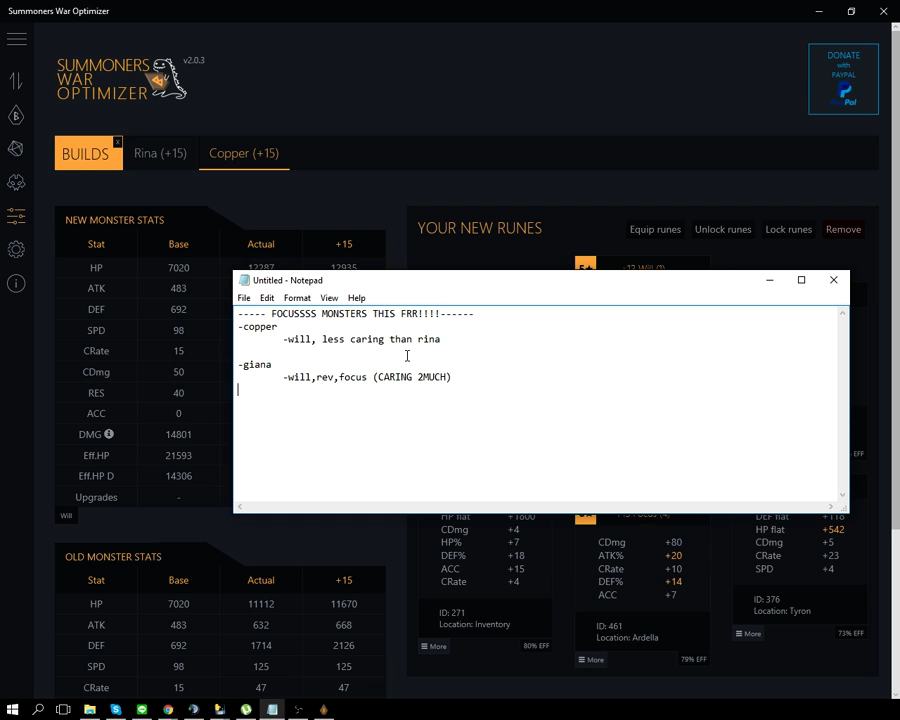 Summoners War Optimizer
SUMMONERS
WAR
OPTIMIZER
v2.0.3
DONATE
with
PAYPAL
PayPal
BUILDS
x
Rina (+15)
Copper (+15)
NEW MONSTER STATS
Stat Base Actual +15
HP 7020 12287 12935
ATK 483
DEF 692
SPD 98
CRate 15
CDmg 50
RES 40
ACC 0
DMG 14801
Eff.HP 21593
Eff.HP D 14306
Upgrades -
Will
OLD MONSTER STATS
Stat Base Actual +15
HP 7020 11112 11670
ATK 483 632 668
DEF 692 1714 2126
SPD 98 125 125
CRate 15 47 47
YOUR NEW RUNES
Equip runes
Unlock runes
Lock runes
Remove
Untitled - Notepad
File Edit Format View Help
----- FOCUSSSS MONSTERS THIS FRR!!!!------
-copper
-will, less caring than rina
-giana
-will,rev,focus (CARING 2MUCH)
HP flat +1800
CDmg +4
HP% +7
DEF% +18
ACC +15
CRate +4
ID: 271
Location: Inventory
More
80% EFF
CDmg +80
ATK% +20
CRate +10
DEF% +14
ACC +7
ID: 461
Location: Ardella
More
79% EFF
DEF flat +118
HP flat +542
CDmg +5
CRate +23
SPD +4
ID: 376
Location: Tyron
More
73% EFF